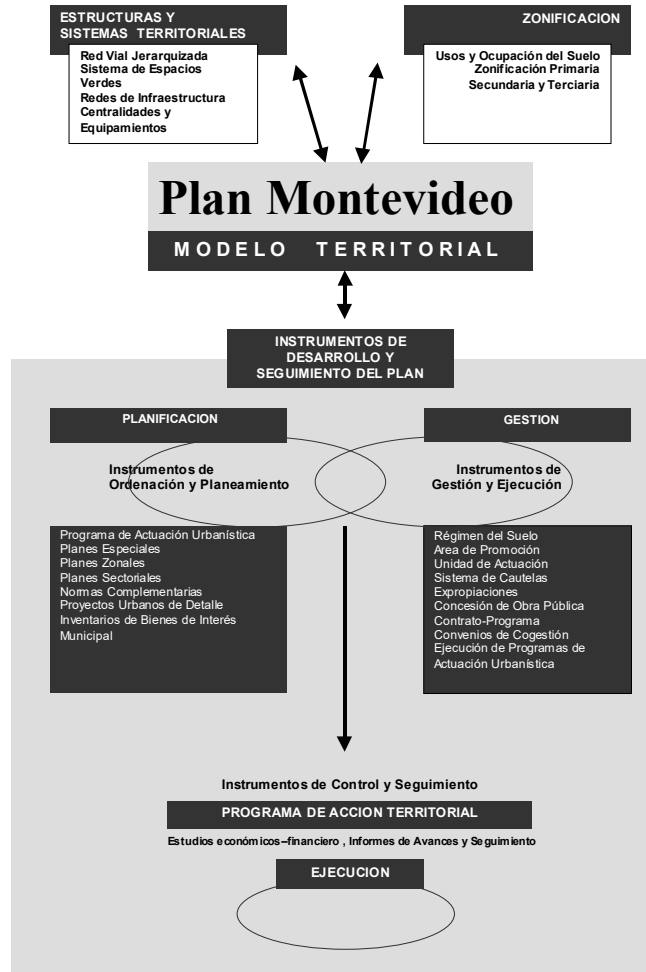 ESTRUCTURAS Y
SISTEMAS TERRITORIALES
Red Vial Jerarquizada
Sistema de Espacios
Verdes
Redes de Infraestructura
Centralidades y
Equipamientos
ZONIFICACION
Usos y Ocupación del Suelo
Zonificación Primaria
Secundaria y Terciaria
Plan Montevideo
MODELO TERRITORIAL
INSTRUMENTOS DE
DESARROLLO Y
SEGUIMIENTO DEL PLAN
PLANIFICACION
Instrumentos de
Ordenación y Planeamiento
Programa de Actuación Urbanística
Planes Especiales
Planes Zonales
Planes Sectoriales
Normas Complementarias
Proyectos Urbanos de Detalle
Inventarios de Bienes de Interés
Municipal
GESTION
Instrumentos de
Gestión y Ejecución
Régimen del Suelo
Area de Promoción
Unidad de Actuación
Sistema de Cautelas
Expropiaciones
Concesión de Obra Pública
Contrato-Programa
Convenios de Cogestión
Ejecución de Programas de
Actuación Urbanística
Instrumentos de Control y Seguimiento
PROGRAMA DE ACCION TERRITORIAL
Estudios económicos–financiero , Informes de Avances y Seguimiento
EJECUCION